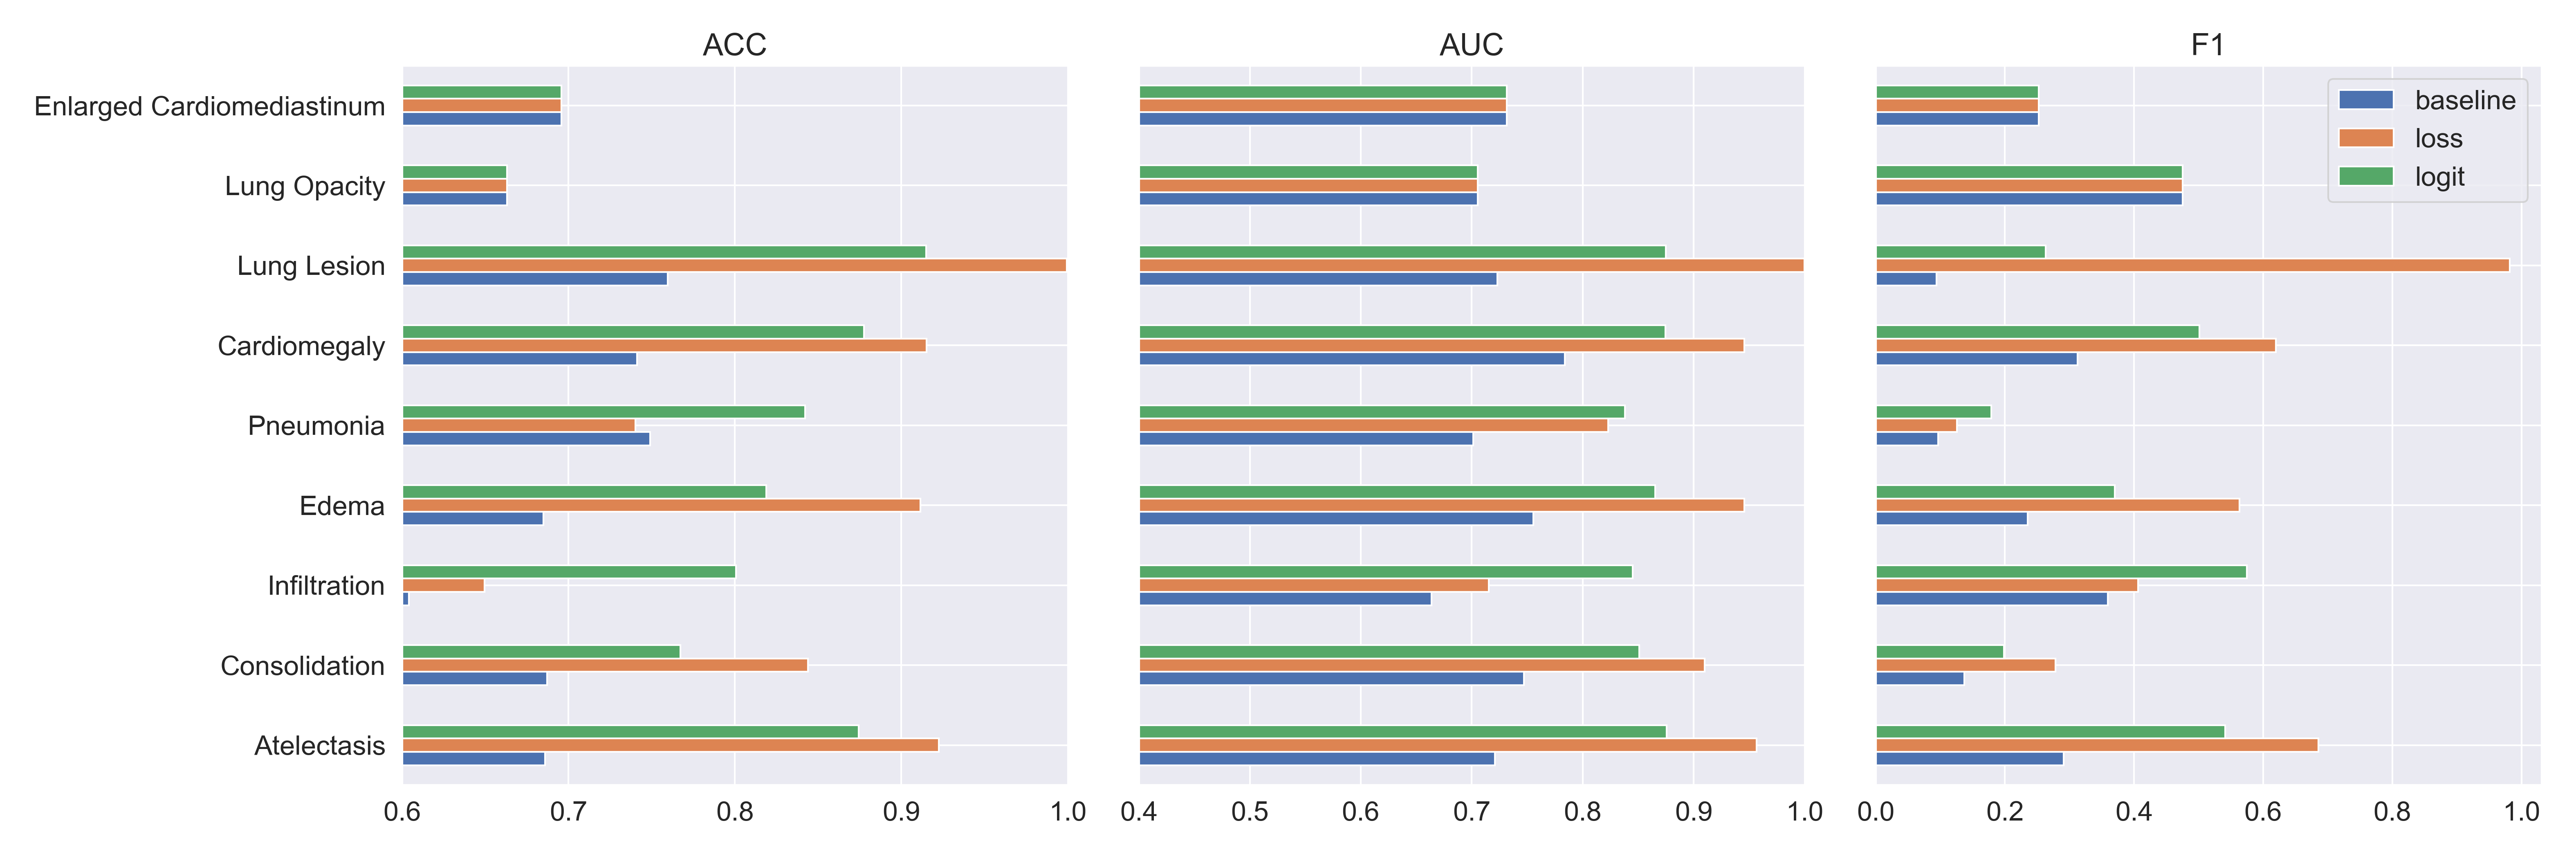 ACC
AUC
F1
Enlarged Cardiomediastinum
Lung Opacity
Lung Lesion
Cardiomegaly
Pneumonia
Edema
Infiltration
Consolidation
Atelectasis
baseline
loss
logit
0.6 0.7 0.8 0.9 1.0
0.4 0.5 0.6 0.7 0.8 0.9 1.0
0.0 0.2 0.4 0.6 0.8 1.0